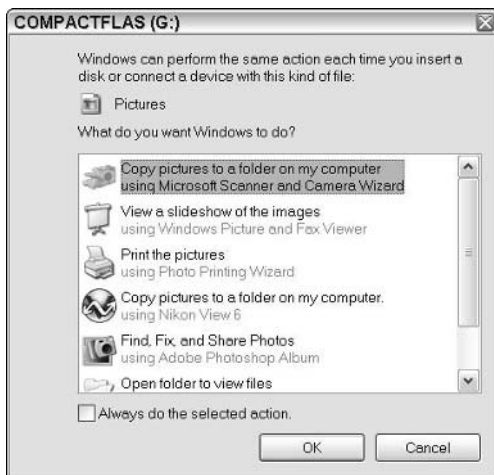 COMPACTFLAS (G:)
Windows can perform the same action each time you insert a
disk or connect a device with this kind of file:
Pictures
What do you want Windows to do?
Copy pictures to a folder on my computer
using Microsoft Scanner and Camera Wizard
View a slideshow of the images
using Windows Picture and Fax Viewer
Print the pictures
using Photo Printing Wizard
Copy pictures to a folder on my computer.
using Nikon View 6
Find, Fix, and Share Photos
using Adobe Photoshop Album
Open folder to view files
Always do the selected action.
OK
Cancel